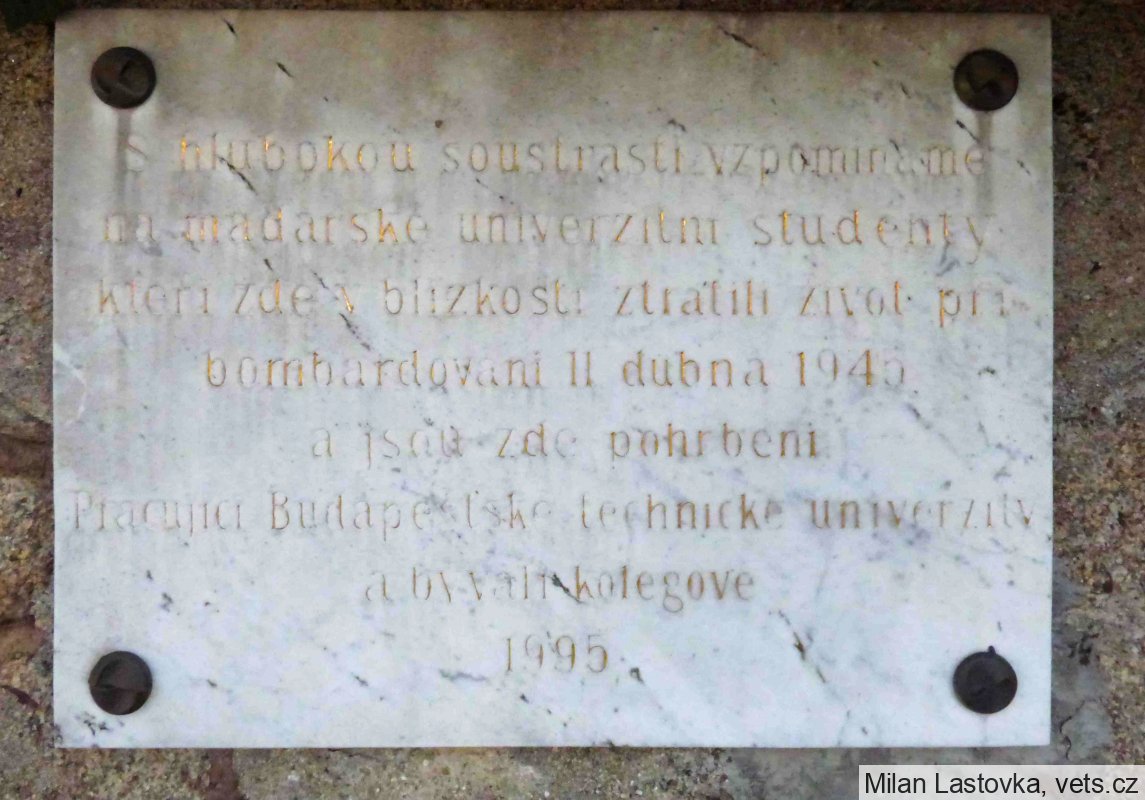 S hlubokou soustrastí vzpomínáme
na maďarské univerzitní studenty
kteří zde v blízkosti ztratili život při
bombardování 11 dubna 1945
a jsou zde pohřbeni
Pracující Budapešťské technické univerzity
a bývalí kolegové
1995
Milan Lastovka, vets.cz